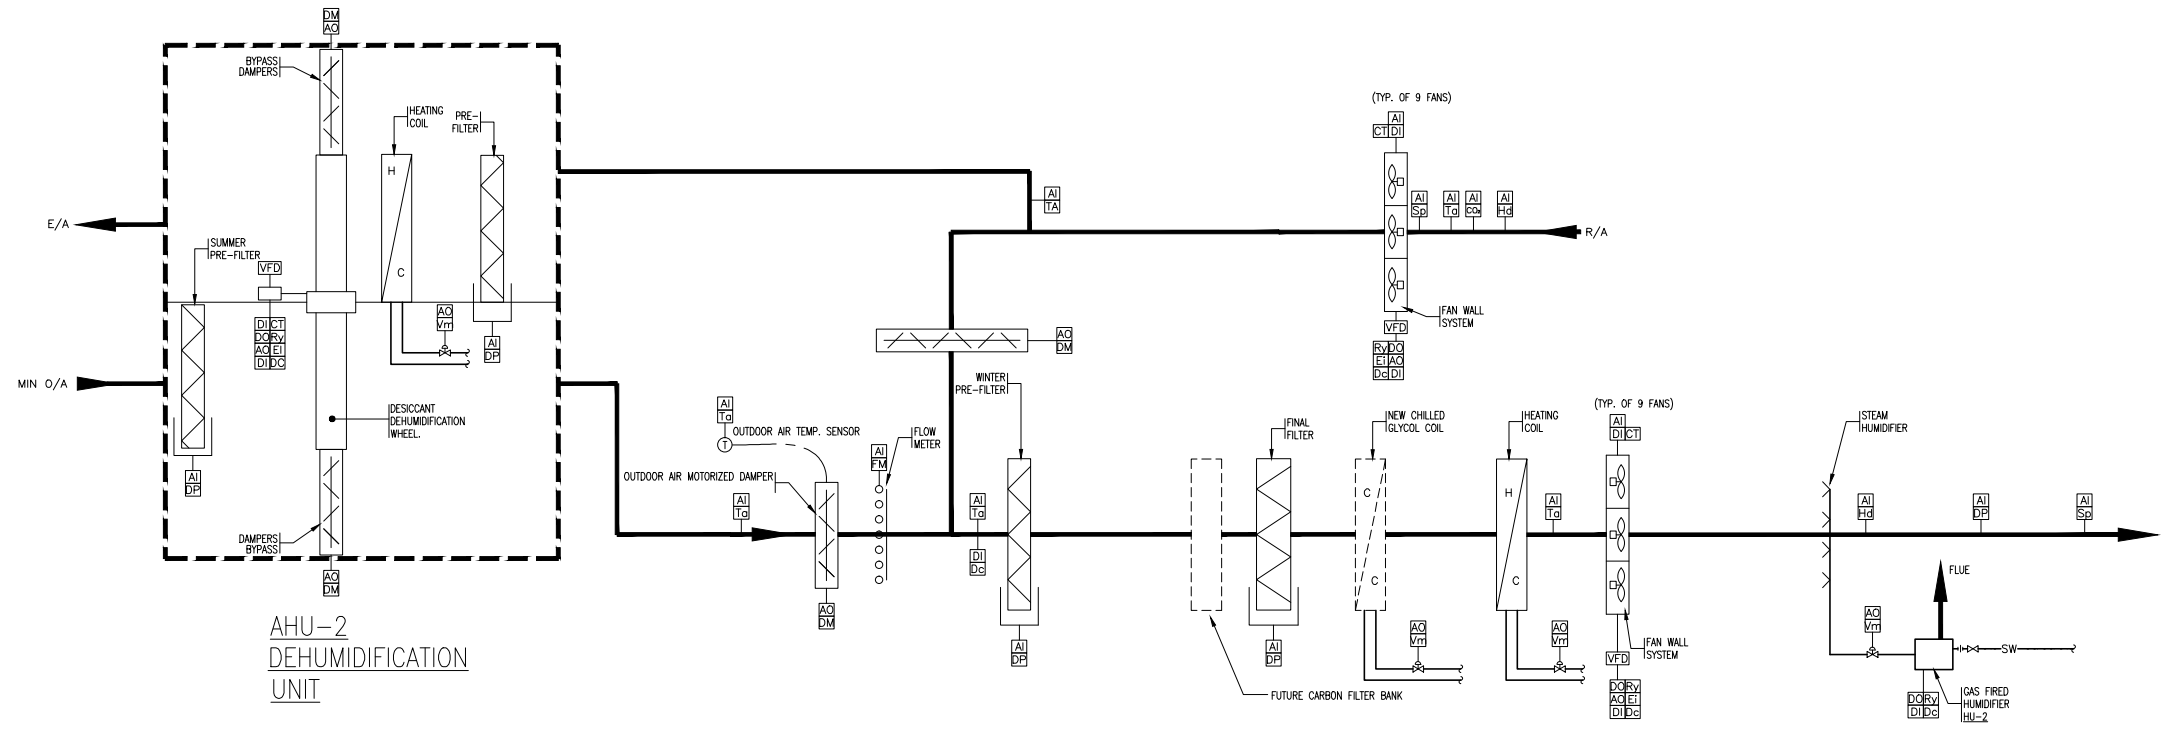 DM
AO
BYPASS
DAMPERS
HEATING
COIL
PRE-
FILTER
H
C
E/A
SUMMER
PRE-FILTER
VFD
DI CT
DO Ry
AO EI
DI DC
AO
Vm
AI
DP
MIN O/A
DESICCANT
DEHUMIDIFICATION
WHEEL.
AI
DP
DAMPERS
BYPASS
AO
DM
AHU-2
DEHUMIDIFICATION
UNIT
AI
TA
(TYP. OF 9 FANS)
AI
CT DI
AI
Sp
AI
Ta
AI
CO₂
AI
Hd
R/A
FAN WALL
SYSTEM
VFD
Ry DO
Ei AO
Dc DI
AO
DM
WINTER
PRE-FILTER
AI
Ta
T
OUTDOOR AIR TEMP. SENSOR
OUTDOOR AIR MOTORIZED DAMPER
AI
Ta
AI
FM
FLOW
METER
AO
DM
AI
Ta
DI
Dc
AI
DP
FUTURE CARBON FILTER BANK
FINAL
FILTER
AI
DP
NEW CHILLED
GLYCOL COIL
C
C
AO
Vm
HEATING
COIL
H
C
AO
Vm
AI
Ta
(TYP. OF 9 FANS)
AI
DI CT
FAN WALL
SYSTEM
VFD
DO Ry
AO Ei
DI Dc
STEAM
HUMIDIFIER
AI
Hd
AI
DP
AI
Sp
FLUE
AO
Vm
SW
DO Ry
DI Dc
GAS FIRED
HUMIDIFIER
HU-2